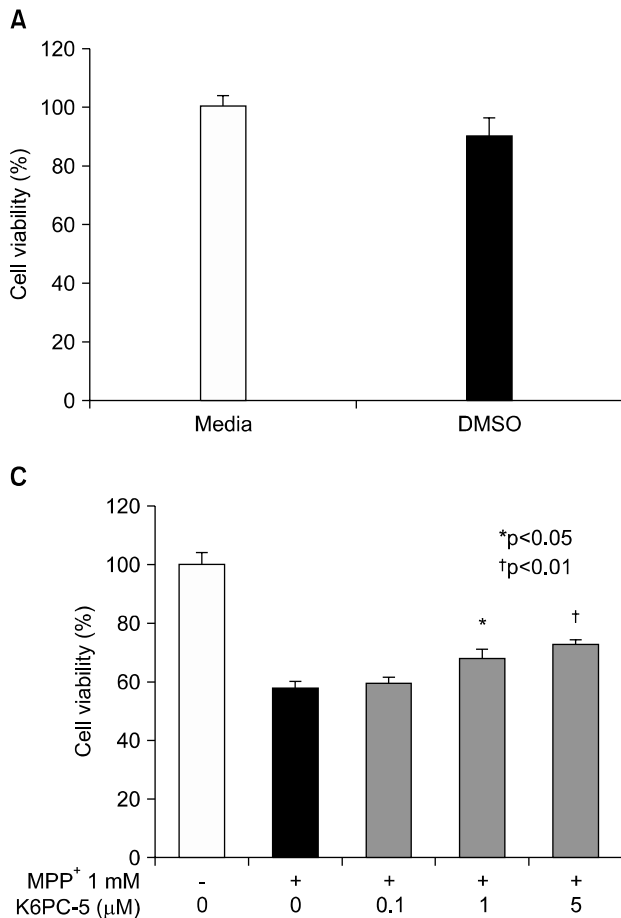 A
Cell viability (%)
120
100
80
60
40
20
0
Media DMSO
C
Cell viability (%)
120
100
80
60
40
20
0
*p<0.05
†p<0.01
* †
MPP⁺ 1 mM - + + + +
K6PC-5 (μM) 0 0 0.1 1 5